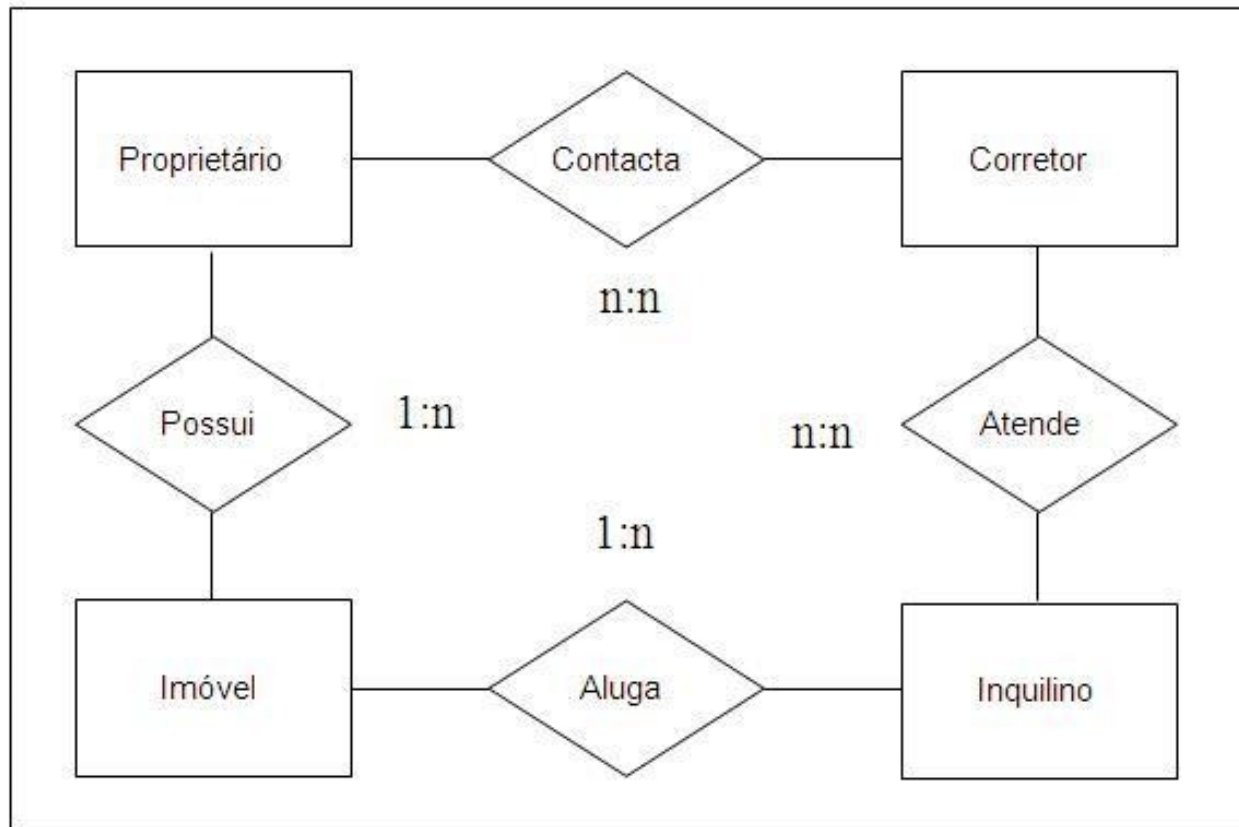 Proprietário
Contacta
Corretor
n:n
Possui
1:n
n:n
Atende
1:n
Imóvel
Aluga
Inquilino